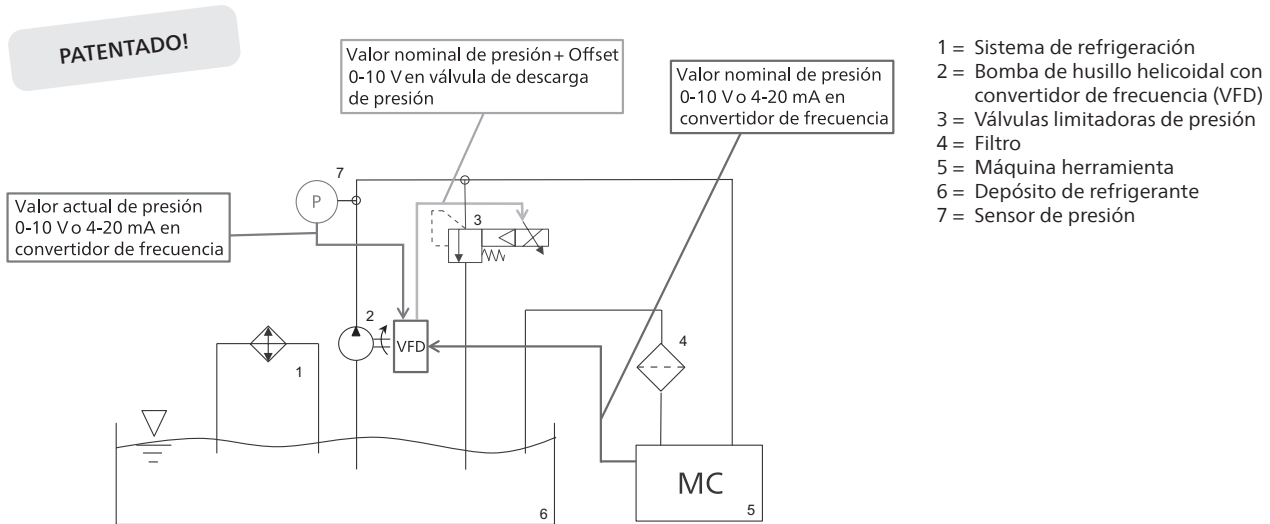 PATENTADO!
Valor nominal de presión + Offset
0-10 V en válvula de descarga
de presión
Valor nominal de presión
0-10 V o 4-20 mA en
convertidor de frecuencia
1 = Sistema de refrigeración
2 = Bomba de husillo helicoidal con
convertidor de frecuencia (VFD)
3 = Válvulas limitadoras de presión
4 = Filtro
5 = Máquina herramienta
6 = Depósito de refrigerante
7 = Sensor de presión
Valor actual de presión
0-10 V o 4-20 mA en
convertidor de frecuencia
7
P
3
2
VFD
1
4
MC
5
6